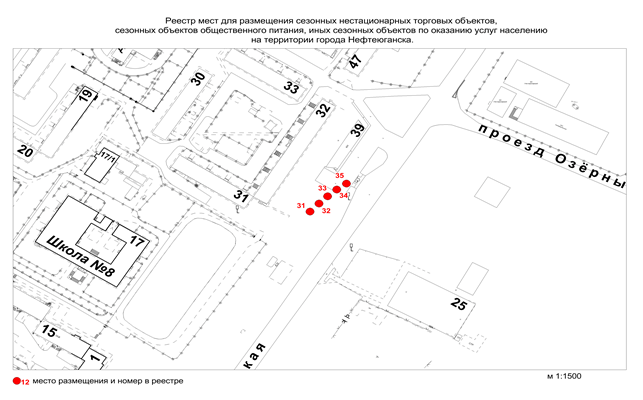 Реестр мест для размещения сезонных нестационарных торговых объектов,
сезонных объектов общественного питания, иных сезонных объектов по оказанию услуг населению
на территории города Нефтеюганска.
47
30
33
19
32
39
проезд Озёрны
20
17/1
31
35
33
34
31
32
17
Школа №8
25
15
1
кая
12 место размещения и номер в реестре
м 1:1500